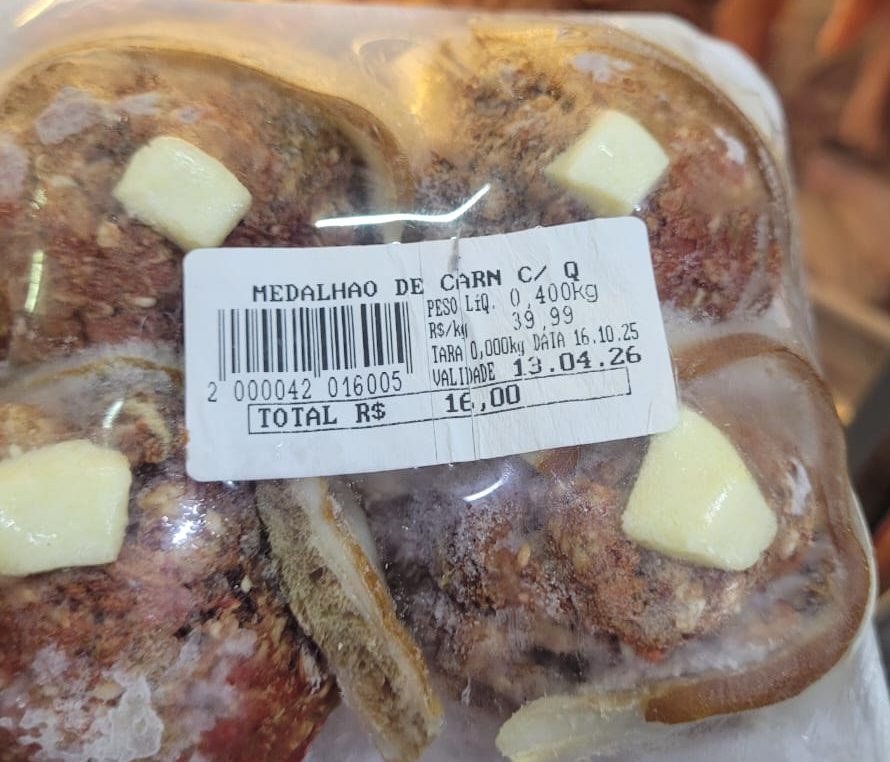 MEDALHAO DE CARN C/ Q
PESO LÍQ. 0,400kg
R$/kg 39,99
TARA 0,000kg DATA 16.10.25
VALIDADE 13.04.26
2 000042 016005
TOTAL R$ 16,00